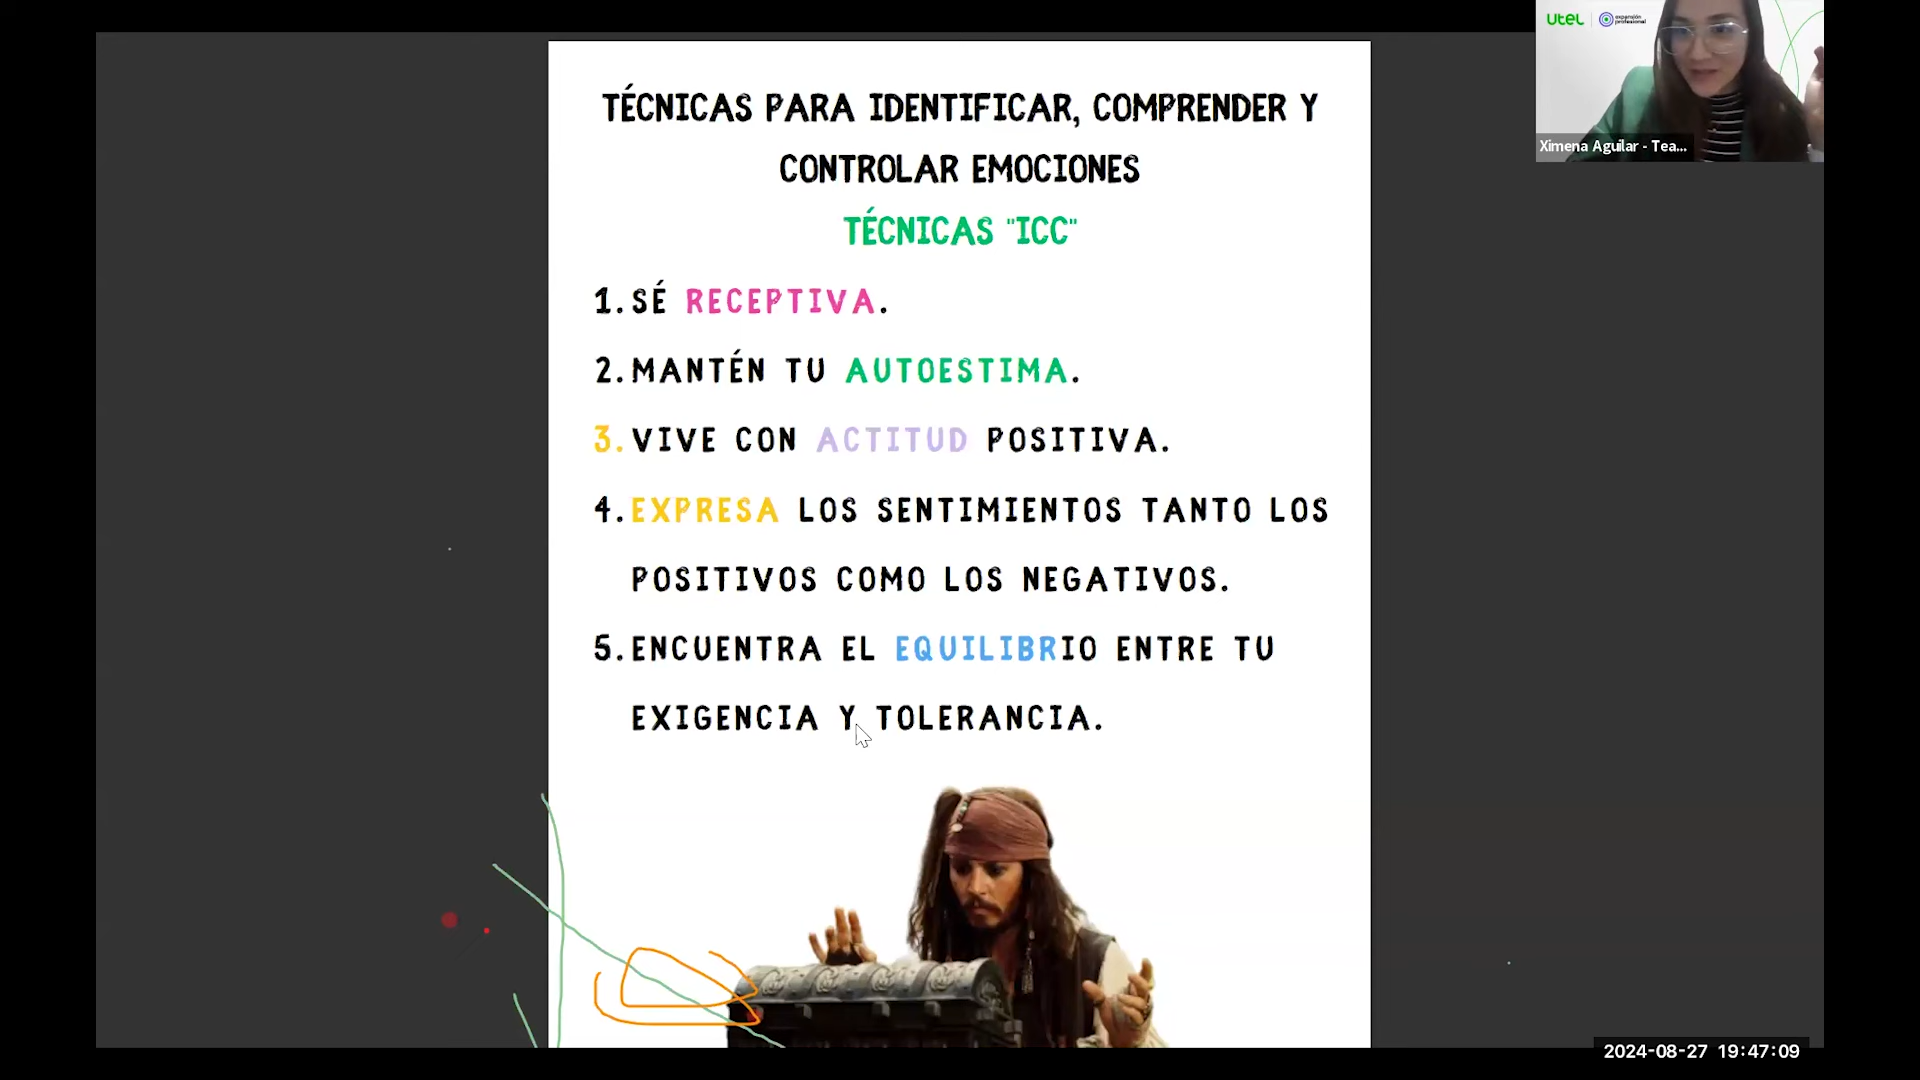 utel
expansión
profesional
Ximena Aguilar - Tea...
TÉCNICAS PARA IDENTIFICAR, COMPRENDER Y
CONTROLAR EMOCIONES
TÉCNICAS "ICC"
1. SÉ RECEPTIVA.
2. MANTÉN TU AUTOESTIMA.
3. VIVE CON ACTITUD POSITIVA.
4. EXPRESA LOS SENTIMIENTOS TANTO LOS
POSITIVOS COMO LOS NEGATIVOS.
5. ENCUENTRA EL EQUILIBRIO ENTRE TU
EXIGENCIA Y TOLERANCIA.
2024-08-27 19:47:09